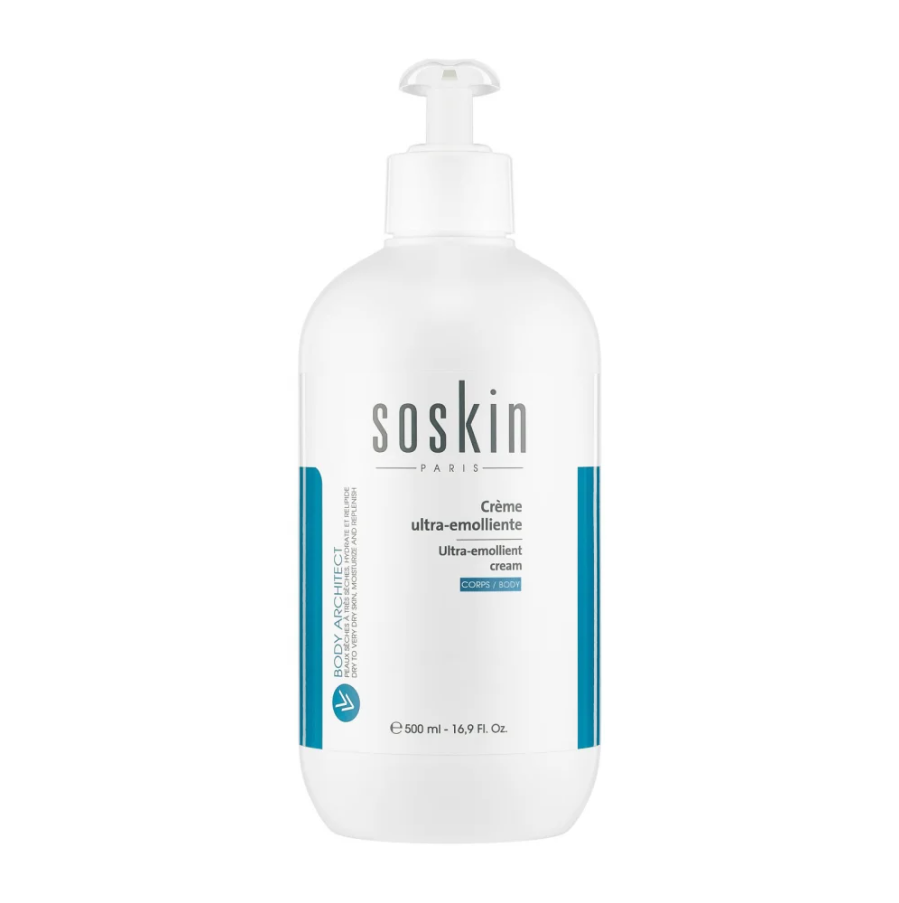 soskin
PARIS
Crème
ultra-emolliente
Ultra-emollient
cream
CORPS / BODY
BODY ARCHITECT
PEAUX SÈCHES À TRÈS SÈCHES, HYDRATE ET RELIPIDE
DRY TO VERY DRY SKIN, MOISTURIZE AND REPLENISH
℮ 500 ml - 16,9 Fl. Oz.